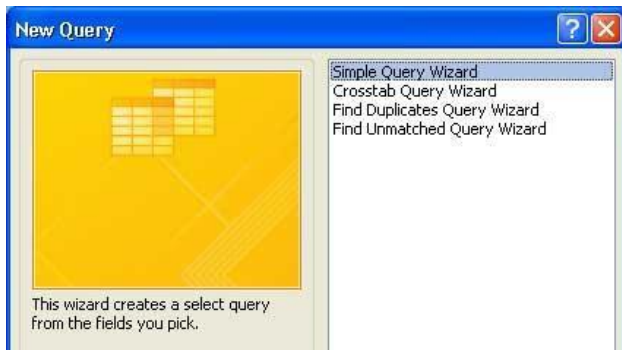 New Query
Simple Query Wizard
Crosstab Query Wizard
Find Duplicates Query Wizard
Find Unmatched Query Wizard
This wizard creates a select query
from the fields you pick.